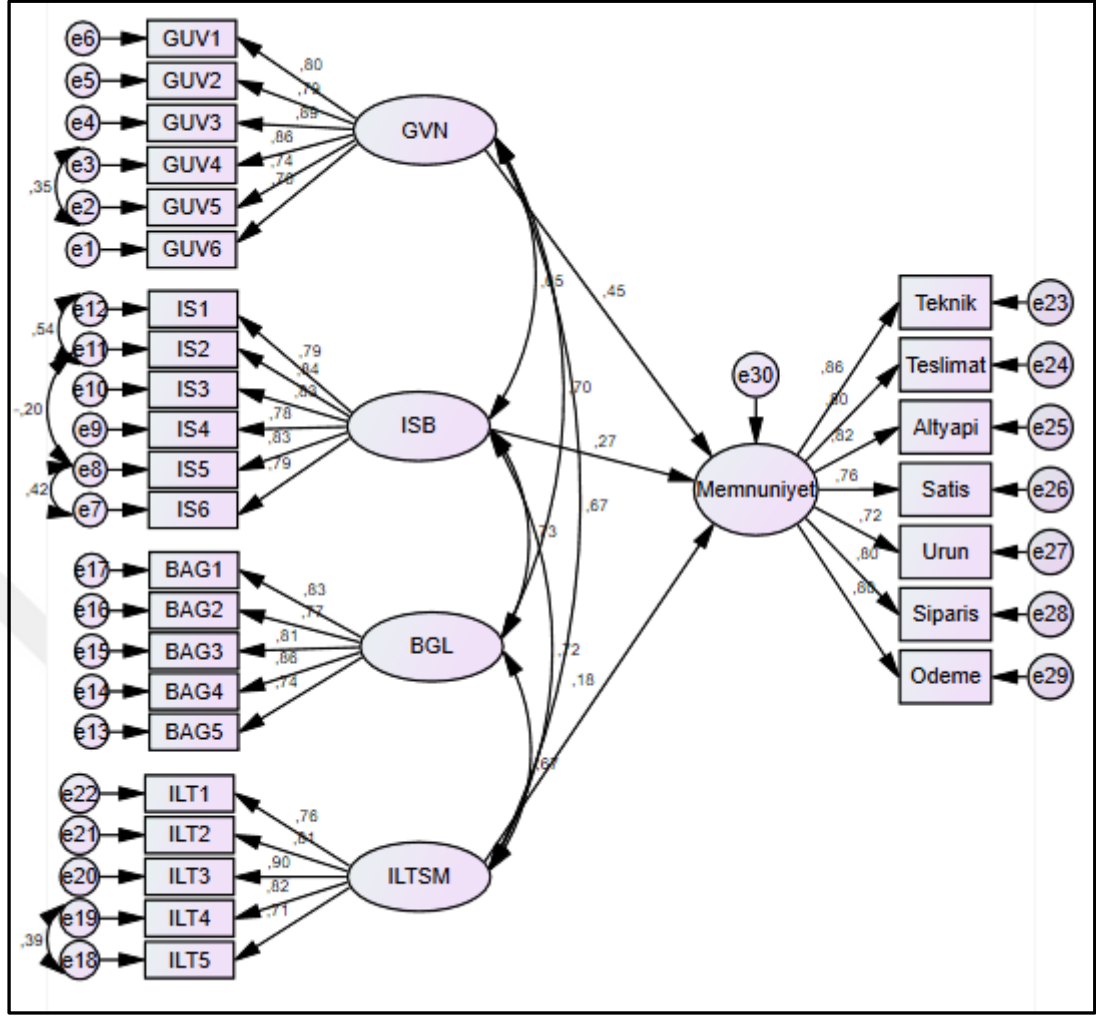 e6 GUV1
e5 GUV2
e4 GUV3
e3 GUV4
e2 GUV5
e1 GUV6
,35
,80
,79
,89
,86
,74
GVN
e12 IS1
e11 IS2
e10 IS3
e9 IS4
e8 IS5
e7 IS6
,54
-,20
,42
,79
,84
,83
,78
,83
,79
ISB
e17 BAG1
e16 BAG2
e15 BAG3
e14 BAG4
e13 BAG5
,83
,77
,81
,86
,74
BGL
e22 ILT1
e21 ILT2
e20 ILT3
e19 ILT4
e18 ILT5
,39
,76
,81
,90
,82
,71
ILTSM
,70
,67
,73
,72
,67
,45
,27
,18
e30
Memnuniyet
,86
,80
,82
,76
,72
,80
Teknik e23
Teslimat e24
Altyapi e25
Satis e26
Urun e27
Siparis e28
Odeme e29